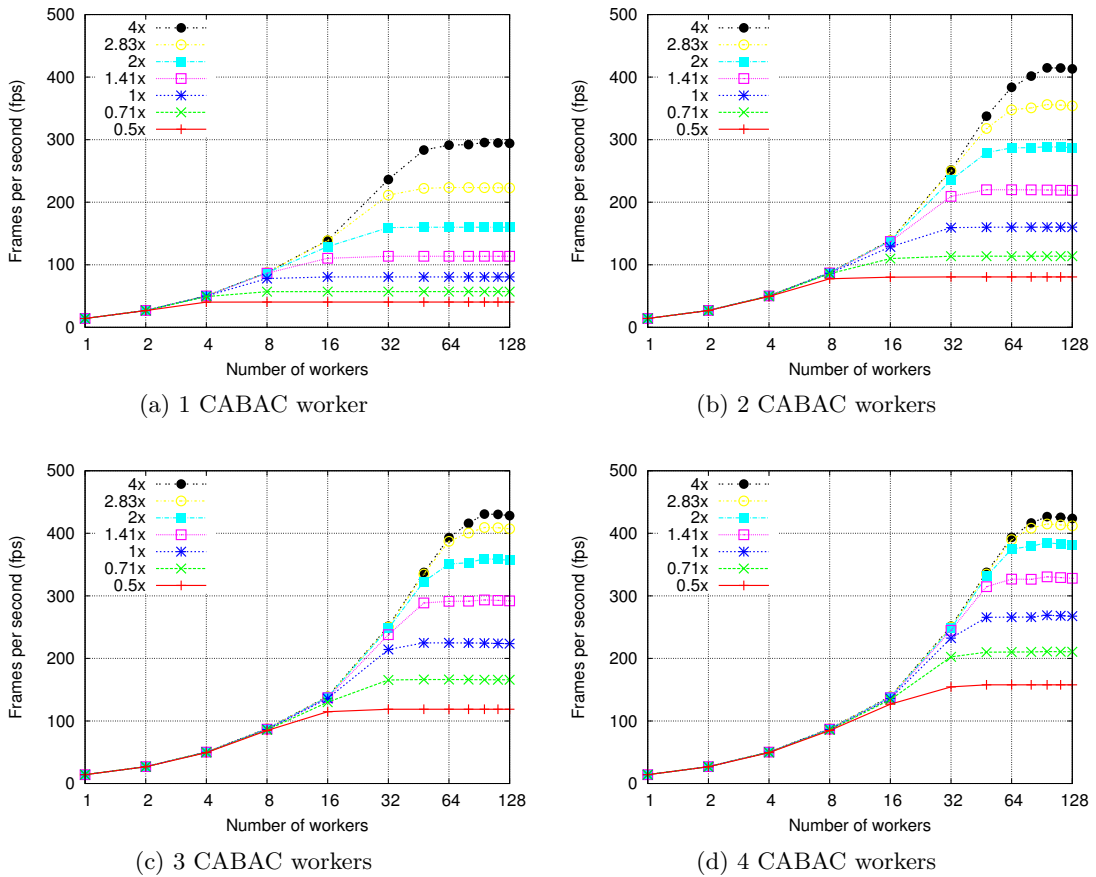 500
400
300
200
100
0
Frames per second (fps)
4x
2.83x
2x
1.41x
1x
0.71x
0.5x
1 2 4 8 16 32 64 128
Number of workers
(a) 1 CABAC worker
500
400
300
200
100
0
Frames per second (fps)
4x
2.83x
2x
1.41x
1x
0.71x
0.5x
1 2 4 8 16 32 64 128
Number of workers
(b) 2 CABAC workers
500
400
300
200
100
0
Frames per second (fps)
4x
2.83x
2x
1.41x
1x
0.71x
0.5x
1 2 4 8 16 32 64 128
Number of workers
(c) 3 CABAC workers
500
400
300
200
100
0
Frames per second (fps)
4x
2.83x
2x
1.41x
1x
0.71x
0.5x
1 2 4 8 16 32 64 128
Number of workers
(d) 4 CABAC workers